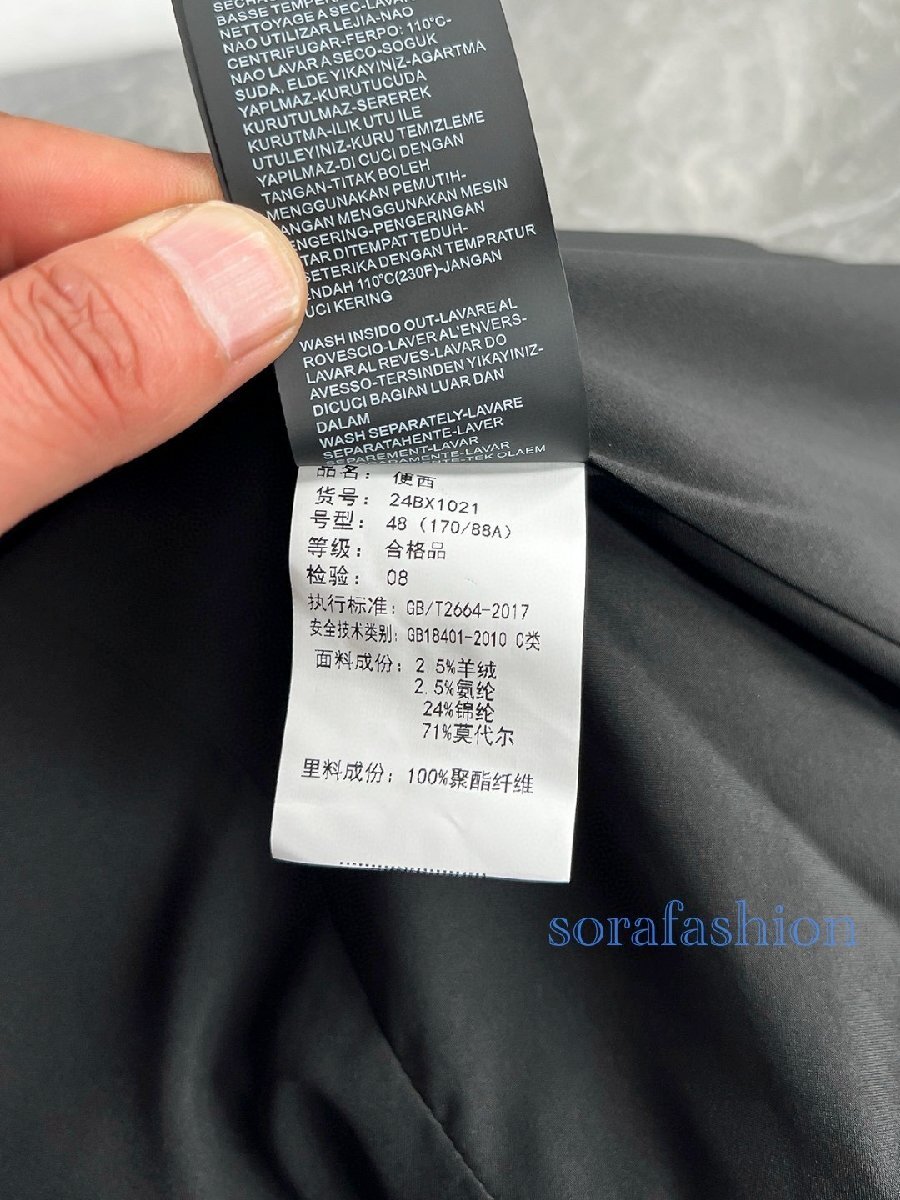 BASSE TEMPER
NETTOYAGE A SEC-LAVAR
NAO UTILIZAR LEJIA-NAO
CENTRIFUGAR-FERPO: 110°C-
NAO LAVAR A SECO-SOGUK
SUDA, ELDE YIKAYINIZ-AGARTMA
YAPLMAZ-KURUTUCUDA
KURUTULMAZ-SEREREK
KURUTMA-ILIK UTU ILE
UTULEYINIZ-KURU TEMIZLEME
YAPILMAZ-DI CUCI DENGAN
TANGAN-TITAK BOLEH
MENGGUNAKAN PEMUTIH-
ANGAN MENGGUNAKAN MESIN
ENGERING-PENGERINGAN
TAR DITEMPAT TEDUH-
SETERIKA DENGAN TEMPRATUR
ENDAH 110°C(230F)-JANGAN
UCI KERING
WASH INSIDO OUT-LAVARE AL
ROVESCIO-LAVER AL'ENVERS-
LAVAR AL REVES-LAVAR DO
AVESSO-TERSINDEN YIKAYINIZ-
DICUCI BAGIAN LUAR DAN
DALAM
WASH SEPARATELY-LAVARE
SEPARATAHENTE-LAVER
SEPAREMENT-LAVAR
品名: 便西
货号: 24BX1021
号型: 48 (170/88A)
等级: 合格品
检验: 08
执行标准: GB/T2664-2017
安全技术类别: GB18401-2010 C类
面料成份: 2.5%羊绒
2.5%氨纶
24%锦纶
71%莫代尔
里料成份: 100%聚酯纤维
sorafashion